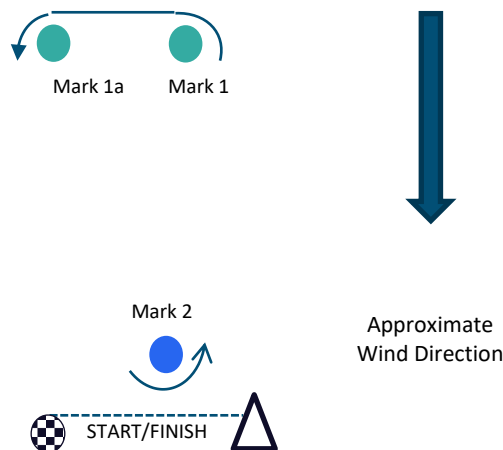 Mark 1a
Mark 1
Mark 2
Approximate
Wind Direction
START/FINISH